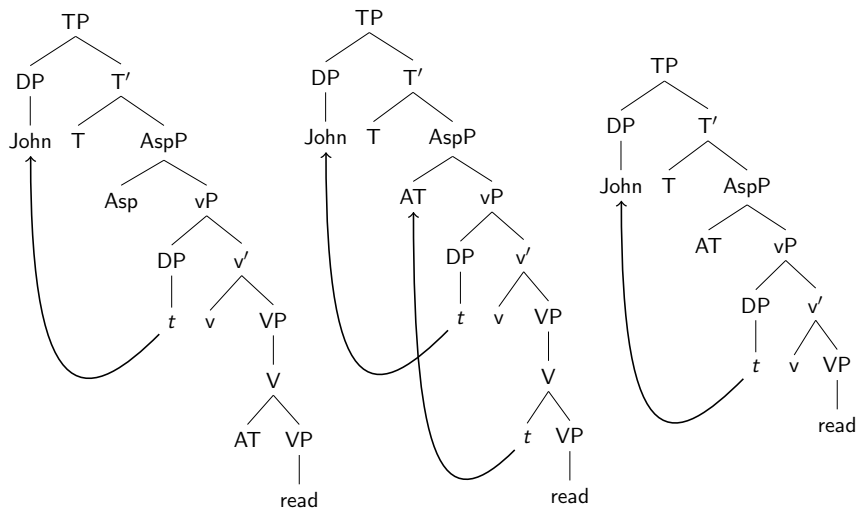 TP
DP T′
John T AspP
Asp vP
DP v'
t v VP
V
AT VP
read
TP
DP T′
John T AspP
AT vP
DP v'
t v VP
V
t VP
read
TP
DP T′
John T AspP
AT vP
DP v'
t v VP
read